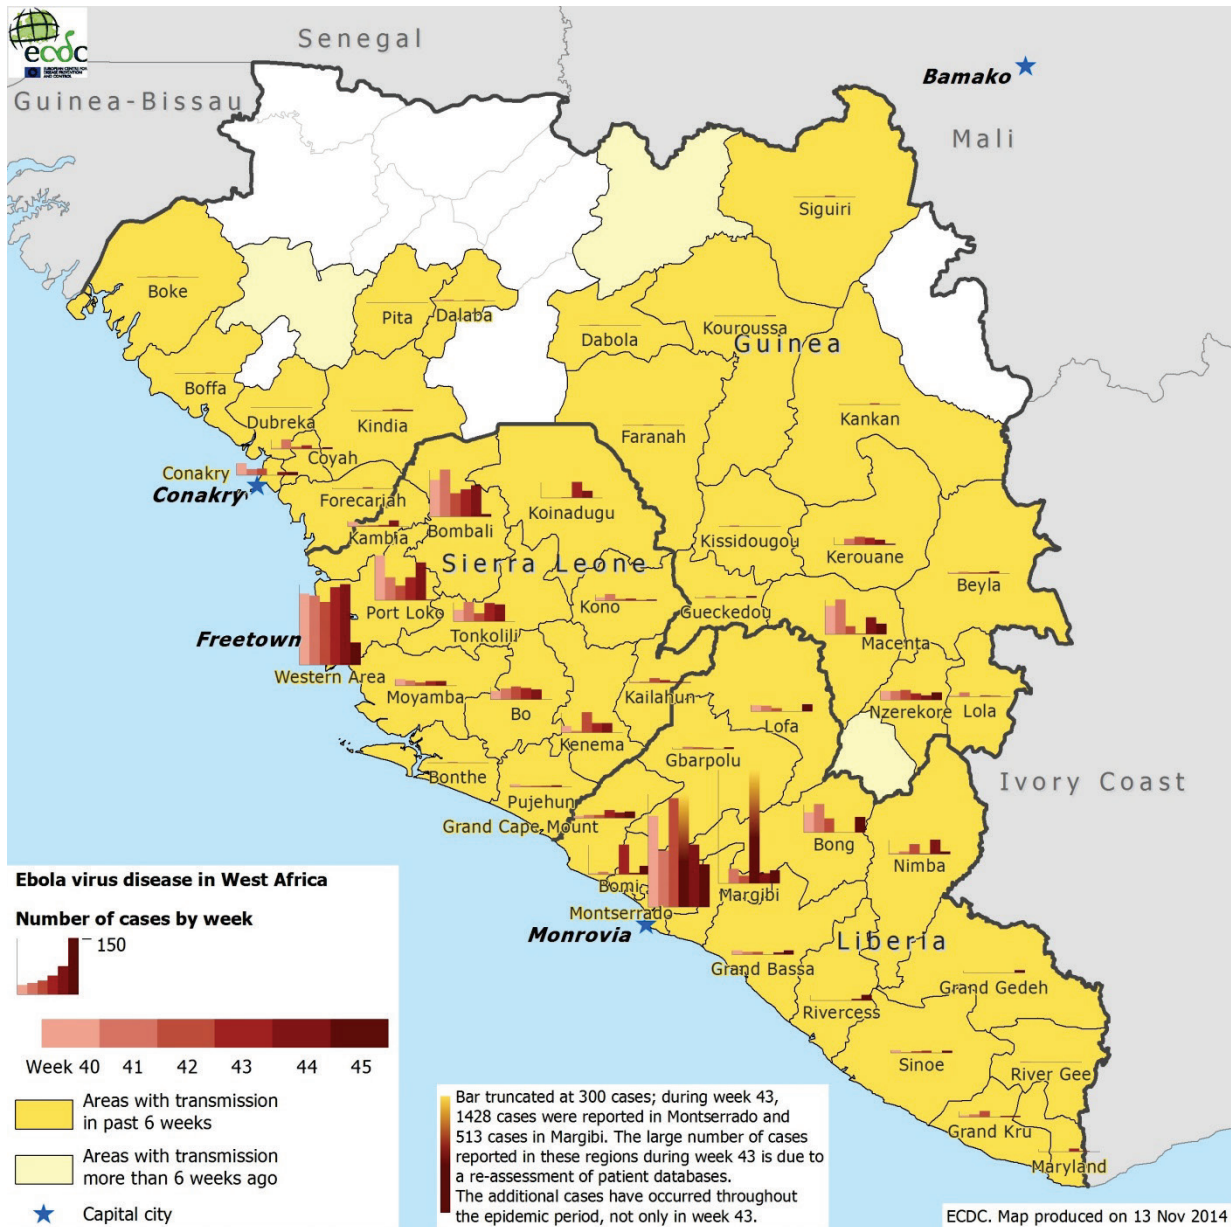 ecdc
EUROPEAN CENTRE FOR
DISEASE PREVENTION
AND CONTROL
Senegal
Guinea-Bissau
Bamako
Mali
Siguiri
Boke
Pita
Dalaba
Dabola
Kouroussa
Guinea
Boffa
Dubreka
Kindia
Faranah
Kankan
Coyah
Conakry
Conakry
Forecariah
Kambia
Bombali
Koinadugu
Kissidougou
Kerouane
Beyla
Sierra Leone
Port Loko
Tonkolili
Kono
Gueckedou
Macenta
Freetown
Western Area
Moyamba
Bo
Kailahun
Lofa
Nzerekore
Lola
Kenema
Gbarpolu
Bonthe
Pujehun
Ivory Coast
Grand Cape Mount
Bong
Nimba
Bomi
Margibi
Montserrado
Monrovia
Liberia
Grand Bassa
Grand Gedeh
Rivercess
Sinoe
River Gee
Grand Kru
Maryland
Ebola virus disease in West Africa
Number of cases by week
150
Week 40 41 42 43 44 45
Areas with transmission
in past 6 weeks
Areas with transmission
more than 6 weeks ago
Capital city
Bar truncated at 300 cases; during week 43,
1428 cases were reported in Montserrado and
513 cases in Margibi. The large number of cases
reported in these regions during week 43 is due to
a re-assessment of patient databases.
The additional cases have occurred throughout
the epidemic period, not only in week 43.
ECDC. Map produced on 13 Nov 2014